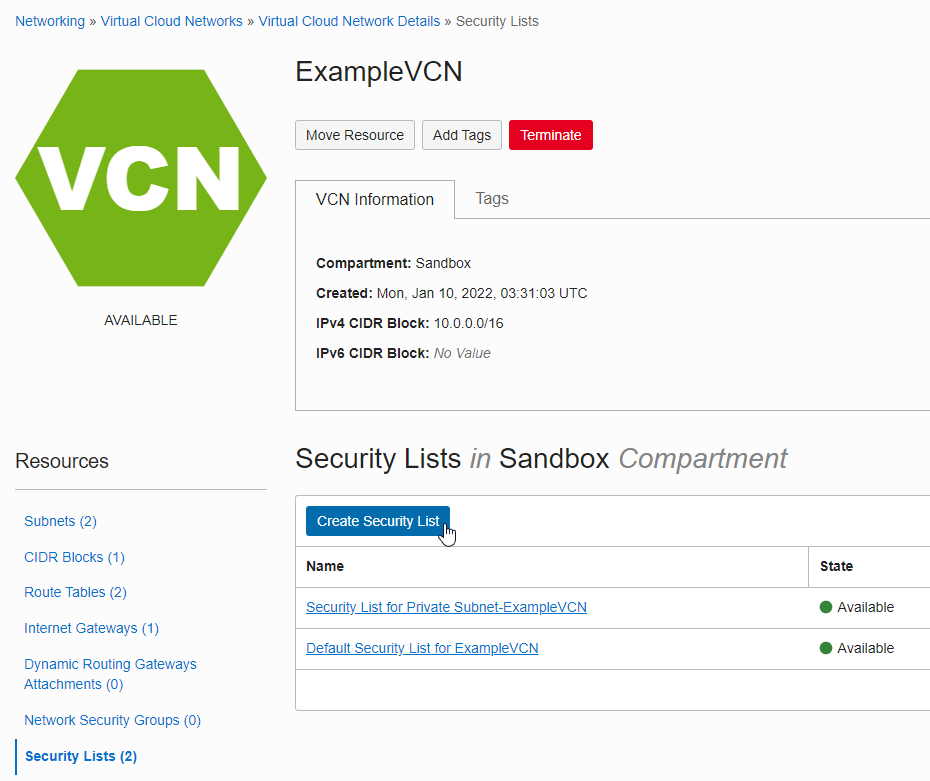 Networking » Virtual Cloud Networks » Virtual Cloud Network Details » Security Lists
VCN
AVAILABLE
ExampleVCN
Move Resource Add Tags Terminate
VCN Information Tags
Compartment: Sandbox
Created: Mon, Jan 10, 2022, 03:31:03 UTC
IPv4 CIDR Block: 10.0.0.0/16
IPv6 CIDR Block: No Value
Resources
Subnets (2)
CIDR Blocks (1)
Route Tables (2)
Internet Gateways (1)
Dynamic Routing Gateways
Attachments (0)
Network Security Groups (0)
Security Lists (2)
Security Lists in Sandbox Compartment
Create Security List
Name State
Security List for Private Subnet-ExampleVCN Available
Default Security List for ExampleVCN Available